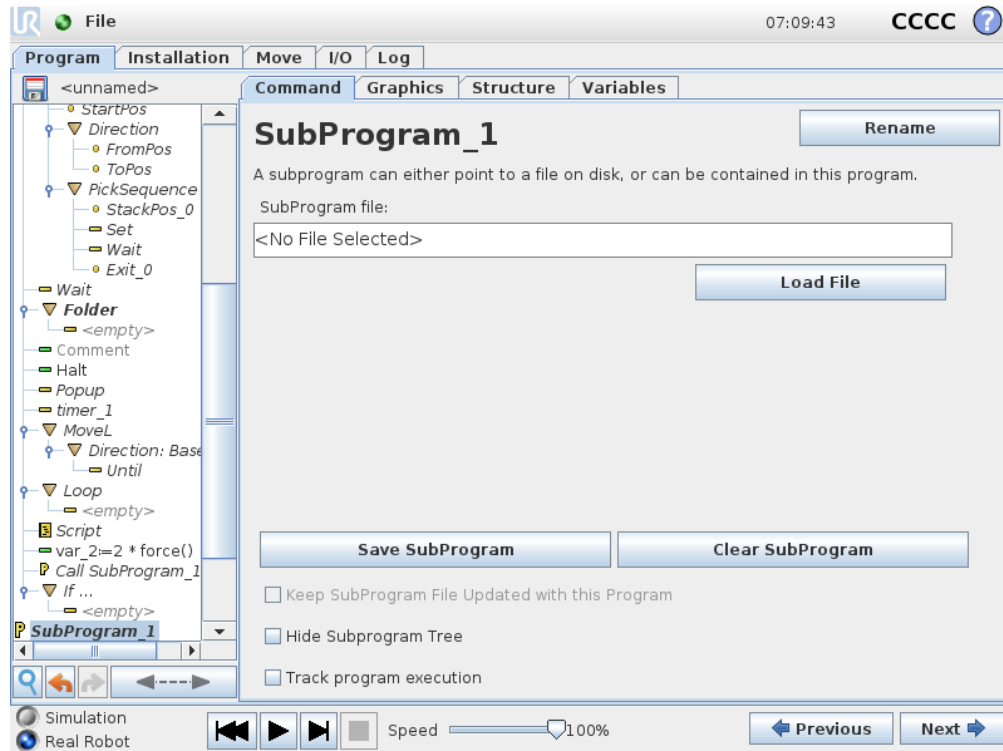 UR File 07:09:43 CCCC ?
Program Installation Move I/O Log
<unnamed>
Command Graphics Structure Variables
StartPos
Direction
FromPos
ToPos
PickSequence
StackPos_0
Set
Wait
Exit_0
Wait
Folder
<empty>
Comment
Halt
Popup
timer_1
MoveL
Direction: Base
Until
Loop
<empty>
Script
var_2:=2 * force()
P Call SubProgram_1
If ...
<empty>
P SubProgram_1
SubProgram_1
Rename
A subprogram can either point to a file on disk, or can be contained in this program.
SubProgram file:
<No File Selected>
Load File
Save SubProgram Clear SubProgram
Keep SubProgram File Updated with this Program
Hide Subprogram Tree
Track program execution
Simulation
Real Robot
Speed 100%
Previous Next